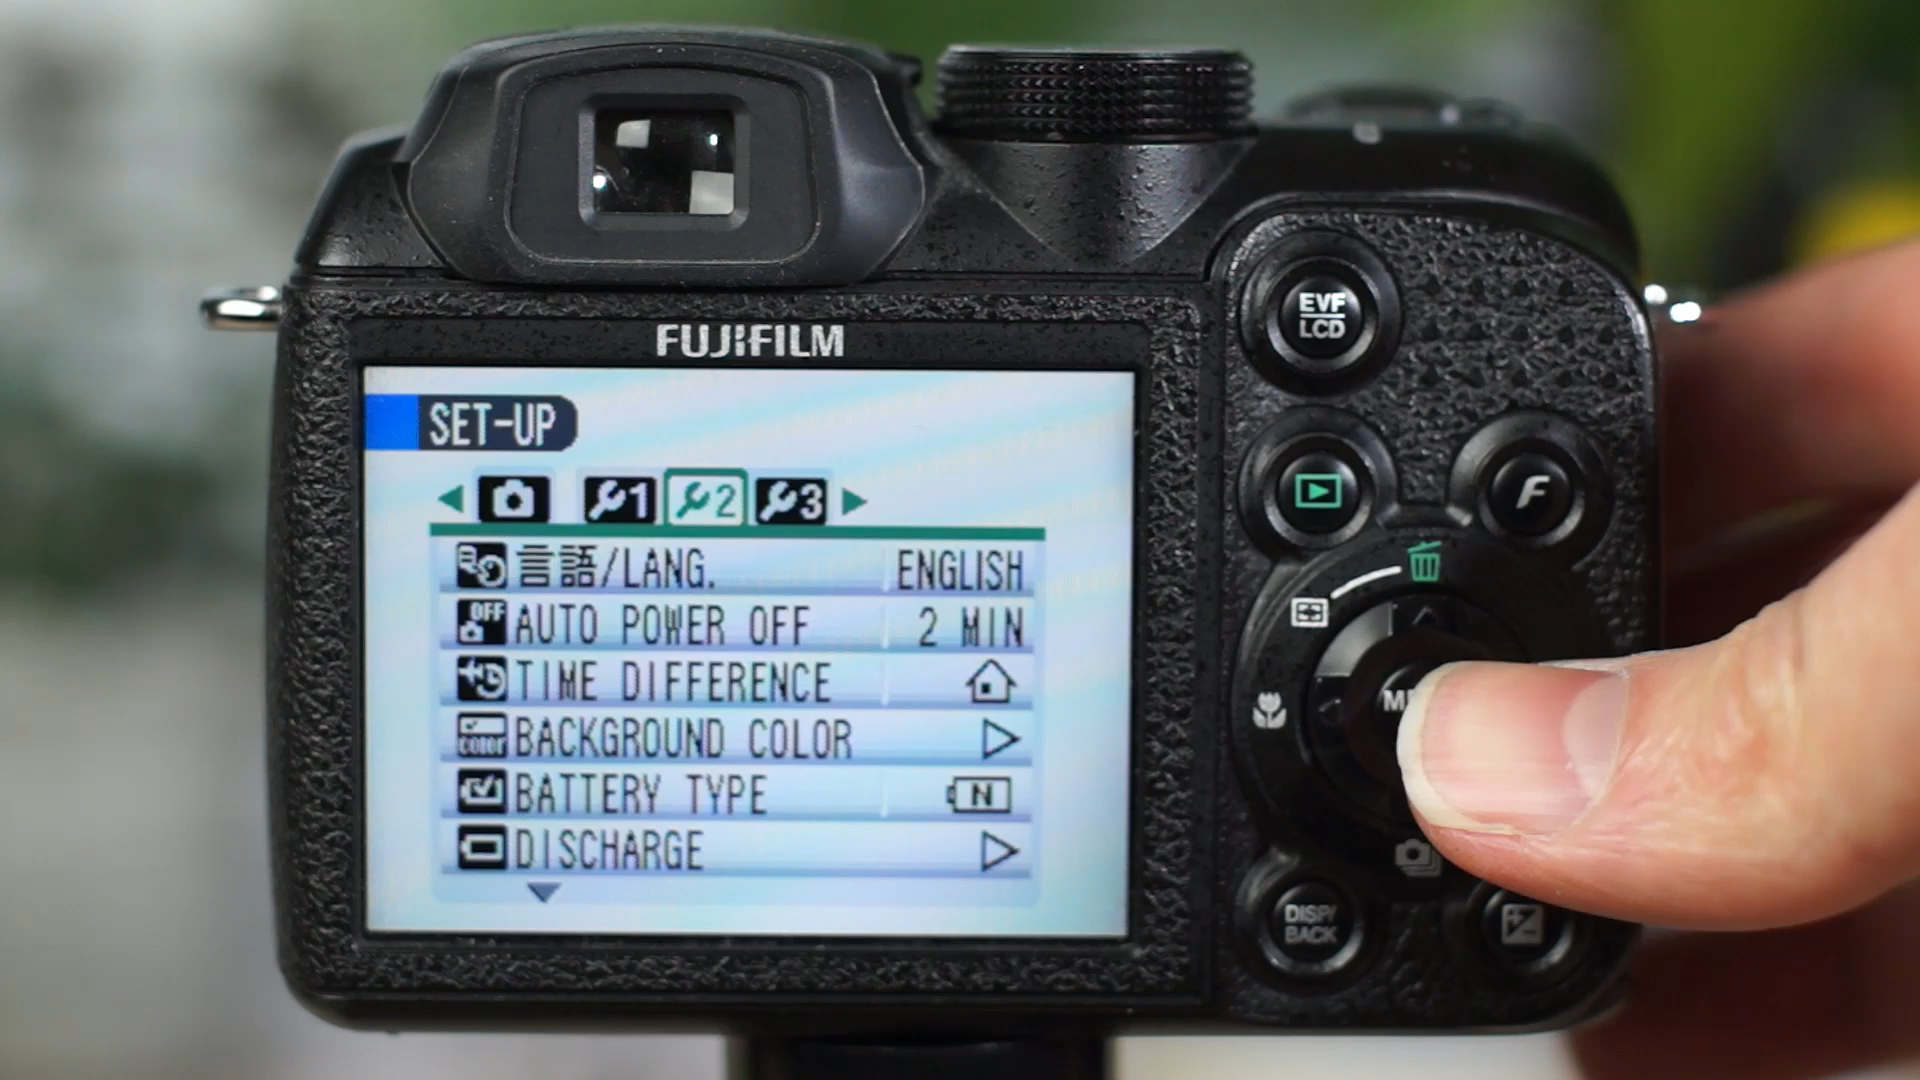 FUJIFILM
EVF
LCD
SET-UP
1 2 3
言語/LANG. ENGLISH
OFF AUTO POWER OFF 2 MIN
TIME DIFFERENCE
COLOR BACKGROUND COLOR
BATTERY TYPE N
DISCHARGE
F
DISP/
BACK